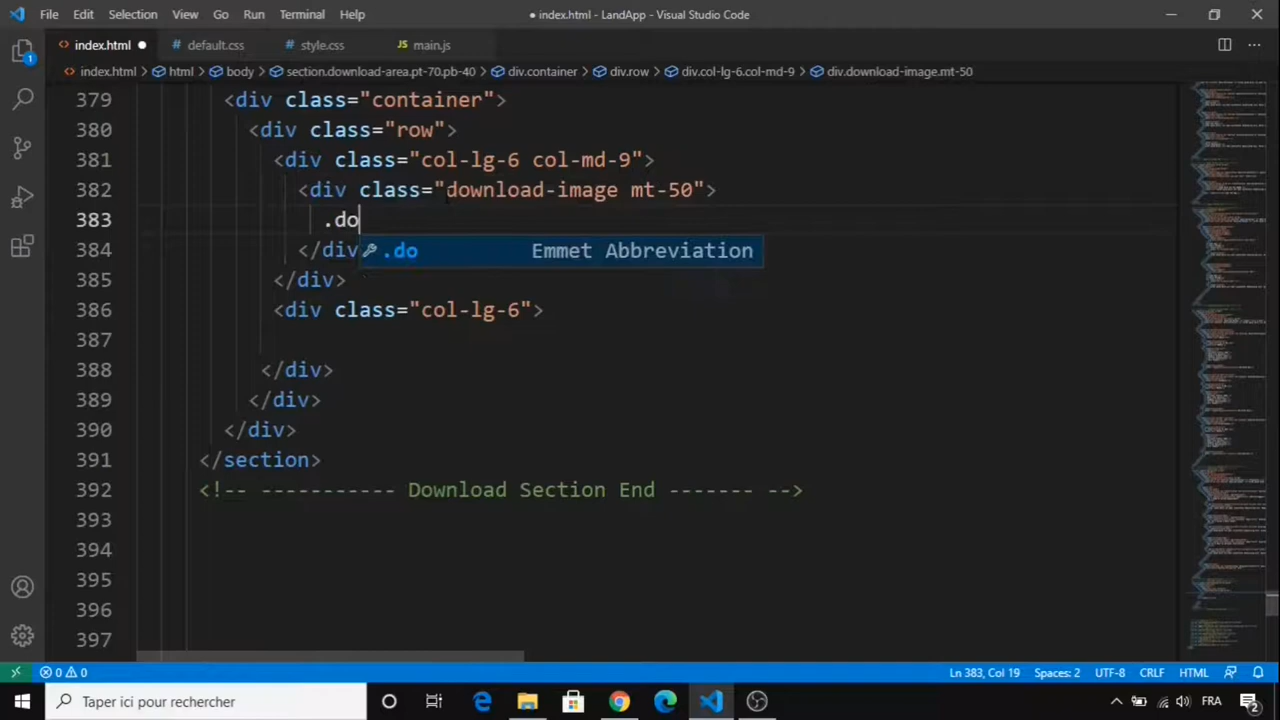 File Edit Selection View Go Run Terminal Help
● index.html - LandApp - Visual Studio Code
index.html ● # default.css # style.css JS main.js
index.html > html > body > section.download-area.pt-70.pb-40 > div.container > div.row > div.col-lg-6.col-md-9 > div.download-image.mt-50
379 <div class="container">
380 <div class="row">
381 <div class="col-lg-6 col-md-9">
382 <div class="download-image mt-50">
383 .do
384 </div
.do Emmet Abbreviation
385 </div>
386 <div class="col-lg-6">
387
388 </div>
389 </div>
390 </div>
391 </section>
392 <!-- ----------- Download Section End ------- -->
393
394
395
396
397
1
0 0 Ln 383, Col 19 Spaces: 2 UTF-8 CRLF HTML
Taper ici pour rechercher
FRA 2